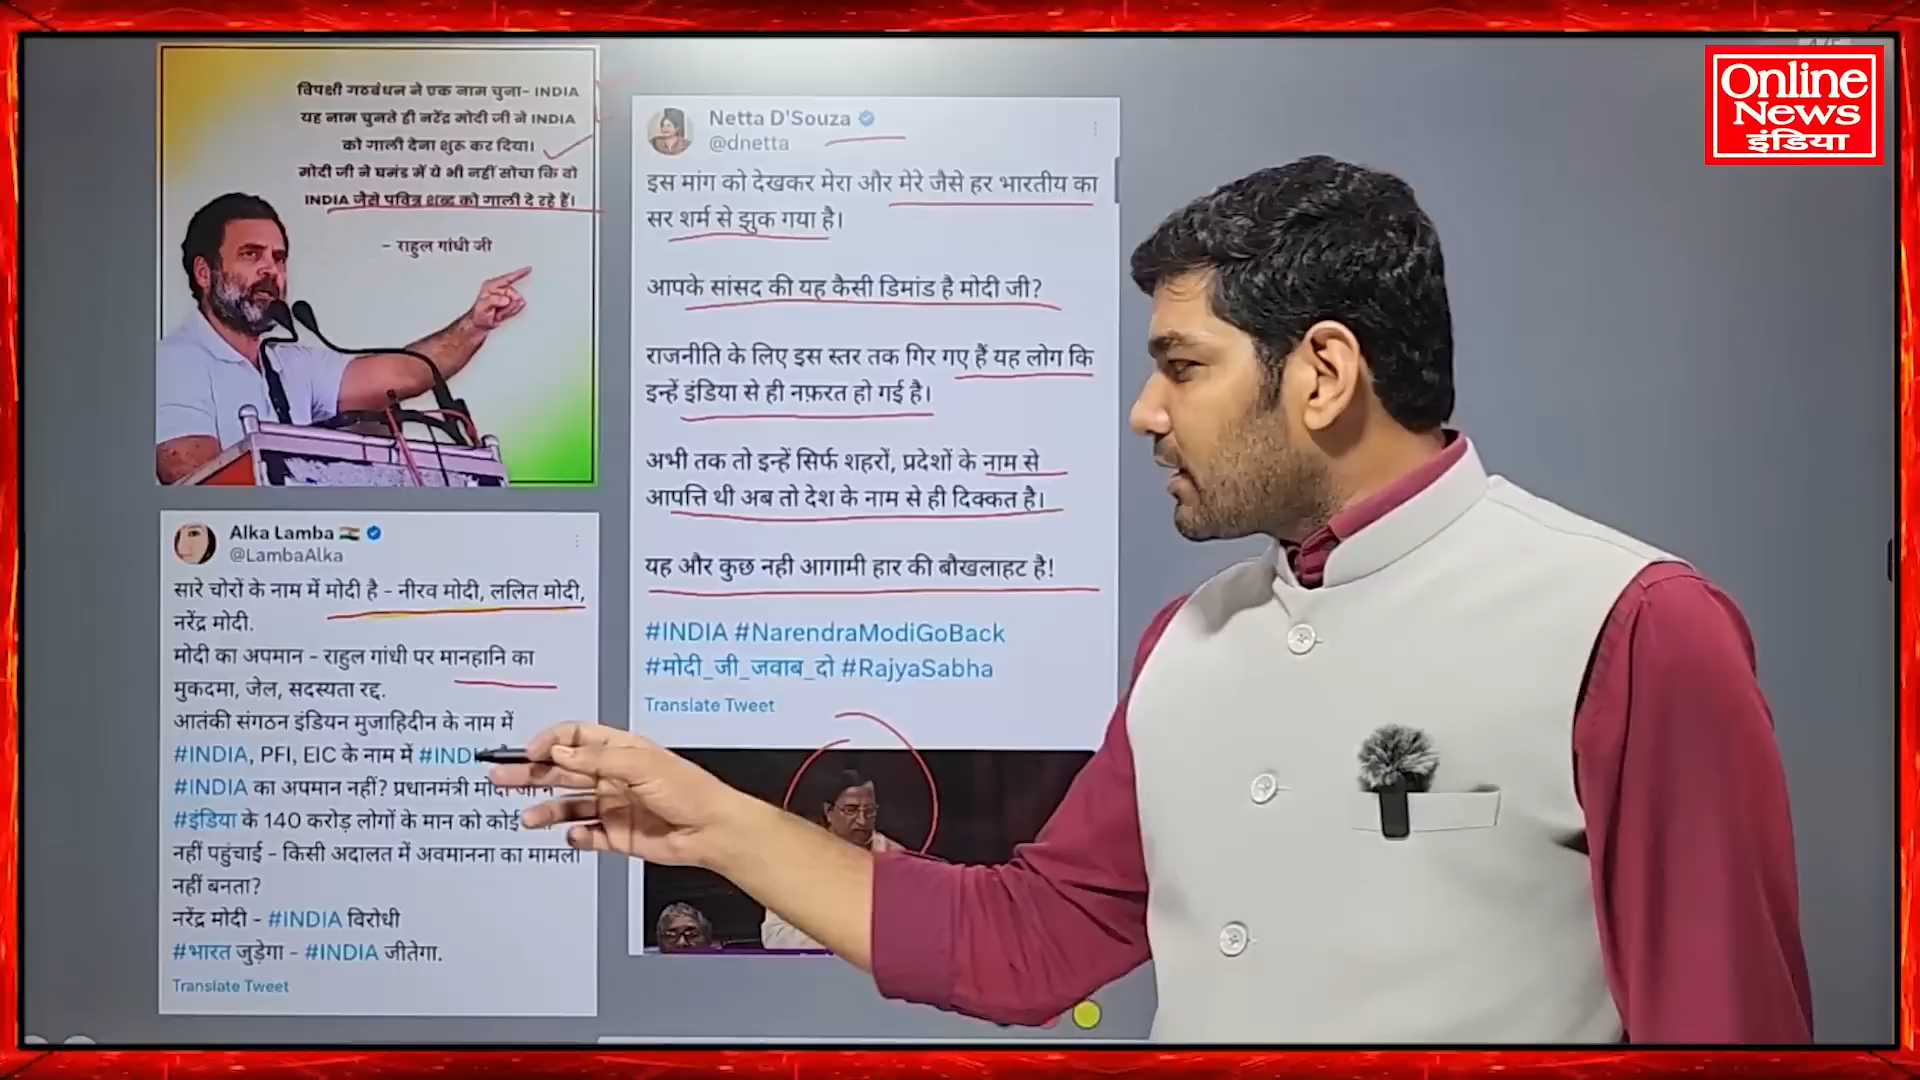 विपक्षी गठबंधन ने एक नाम चुना- INDIA
यह नाम चुनते ही नरेंद्र मोदी जी ने INDIA
को गाली देना शुरू कर दिया।
मोदी जी ने घमंड में ये भी नहीं सोचा कि वो
INDIA जैसे पवित्र शब्द को गाली दे रहे हैं।
- राहुल गांधी जी
Alka Lamba
@LambaAlka
सारे चोरों के नाम में मोदी है - नीरव मोदी, ललित मोदी,
नरेंद्र मोदी.
मोदी का अपमान - राहुल गांधी पर मानहानि का
मुकदमा, जेल, सदस्यता रद्द.
आतंकी संगठन इंडियन मुजाहिदीन के नाम में
#INDIA, PFI, EIC के नाम में
#INDIA का अपमान नहीं? प्रधानमंत्री मोदी जी ने
#इंडिया के 140 करोड़ लोगों के मान को कोई
नहीं पहुंचाई - किसी अदालत में अवमानना का मामला
नहीं बनता?
नरेंद्र मोदी - #INDIA विरोधी
#भारत जुड़ेगा - #INDIA जीतेगा.
Translate Tweet
Netta D'Souza
@dnetta
इस मांग को देखकर मेरा और मेरे जैसे हर भारतीय का
सर शर्म से झुक गया है।
आपके सांसद की यह कैसी डिमांड है मोदी जी?
राजनीति के लिए इस स्तर तक गिर गए हैं यह लोग कि
इन्हें इंडिया से ही नफ़रत हो गई है।
अभी तक तो इन्हें सिर्फ शहरों, प्रदेशों के नाम से
आपत्ति थी अब तो देश के नाम से ही दिक्कत है।
यह और कुछ नही आगामी हार की बौखलाहट है!
#INDIA #NarendraModiGoBack
#मोदी_जी_जवाब_दो #RajyaSabha
Translate Tweet
Online
News
इंडिया